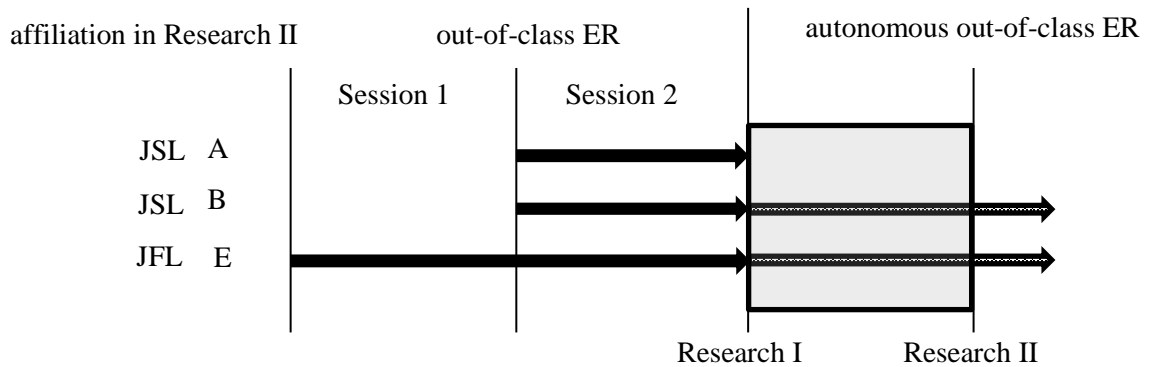 affiliation in Research II out-of-class ER autonomous out-of-class ER
Session 1 Session 2
JSL A
JSL B
JFL E
Research I Research II